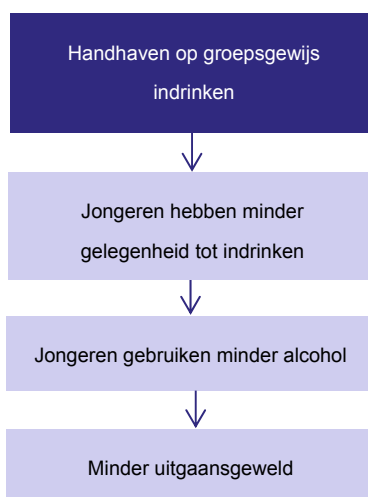 Handhaven op groepsgewijs
indrinken
Jongeren hebben minder
gelegenheid tot indrinken
Jongeren gebruiken minder alcohol
Minder uitgaansgeweld